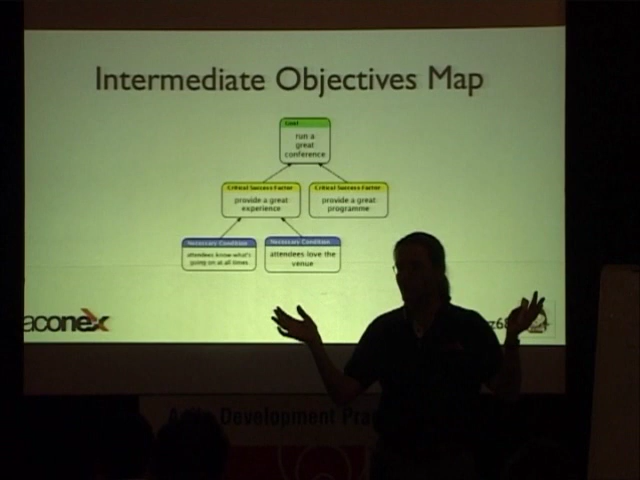 Intermediate Objectives Map
Goal
run a
great
conference
Critical Success Factor
provide a great
experience
Critical Success Factor
provide a great
programme
Necessary Condition
attendees know what's
going on at all times.
Necessary Condition
attendees love the
venue
aconex
Development Pra